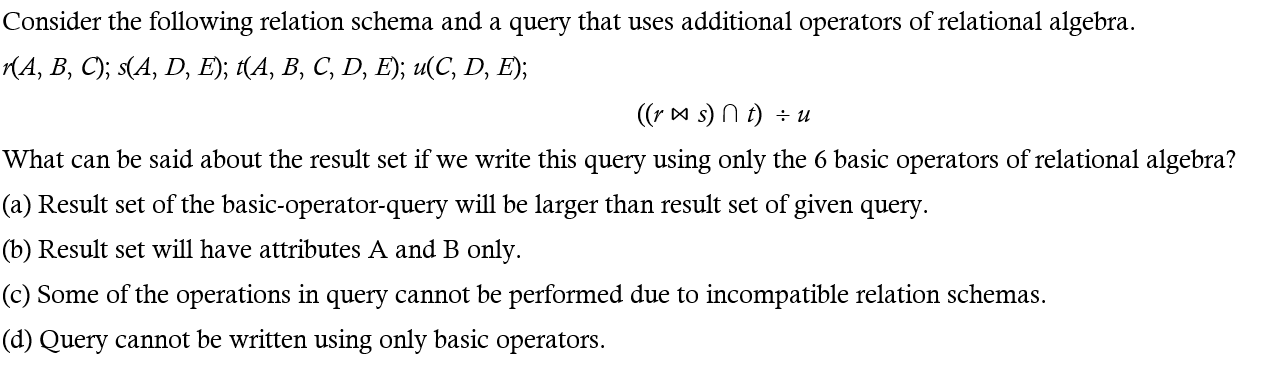 Consider the following relation schema and a query that uses additional operators of relational algebra.
r(A, B, C); s(A, D, E); t(A, B, C, D, E); u(C, D, E);
((r ⋈ s) ∩ t) ÷ u
What can be said about the result set if we write this query using only the 6 basic operators of relational algebra?
(a) Result set of the basic-operator-query will be larger than result set of given query.
(b) Result set will have attributes A and B only.
(c) Some of the operations in query cannot be performed due to incompatible relation schemas.
(d) Query cannot be written using only basic operators.